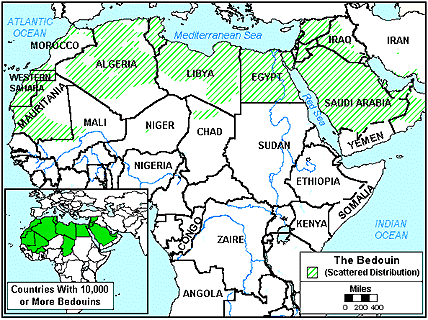 ATLANTIC
OCEAN
Mediterranean Sea
MOROCCO
ALGERIA
LIBYA
EGYPT
IRAQ
IRAN
WESTERN
SAHARA
MAURITANIA
Red Sea
SAUDI ARABIA
MALI
NIGER
CHAD
SUDAN
YEMEN
NIGERIA
ETHIOPIA
SOMALIA
CONGO
ZAIRE
KENYA
INDIAN
OCEAN
ANGOLA
Countries With 10,000
or More Bedouins
The Bedouin
(Scattered Distribution)
Miles
0 200 400